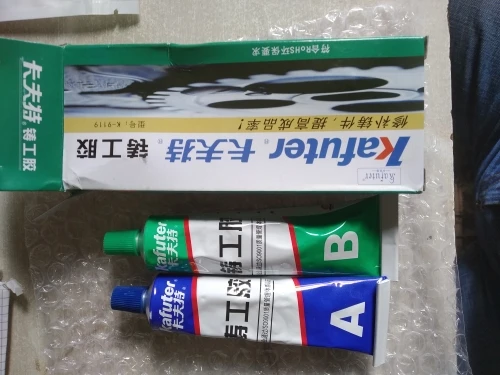 符合RoHS环保要求
修补铸件，提高成品率!
型号：K-9119
Kafuter® 卡夫特® 铸工胶
Kafuter
卡夫特® 铸工胶
Kafuter
卡夫特®
铸工胶
B
Kafuter
卡夫特®
铸工胶
A